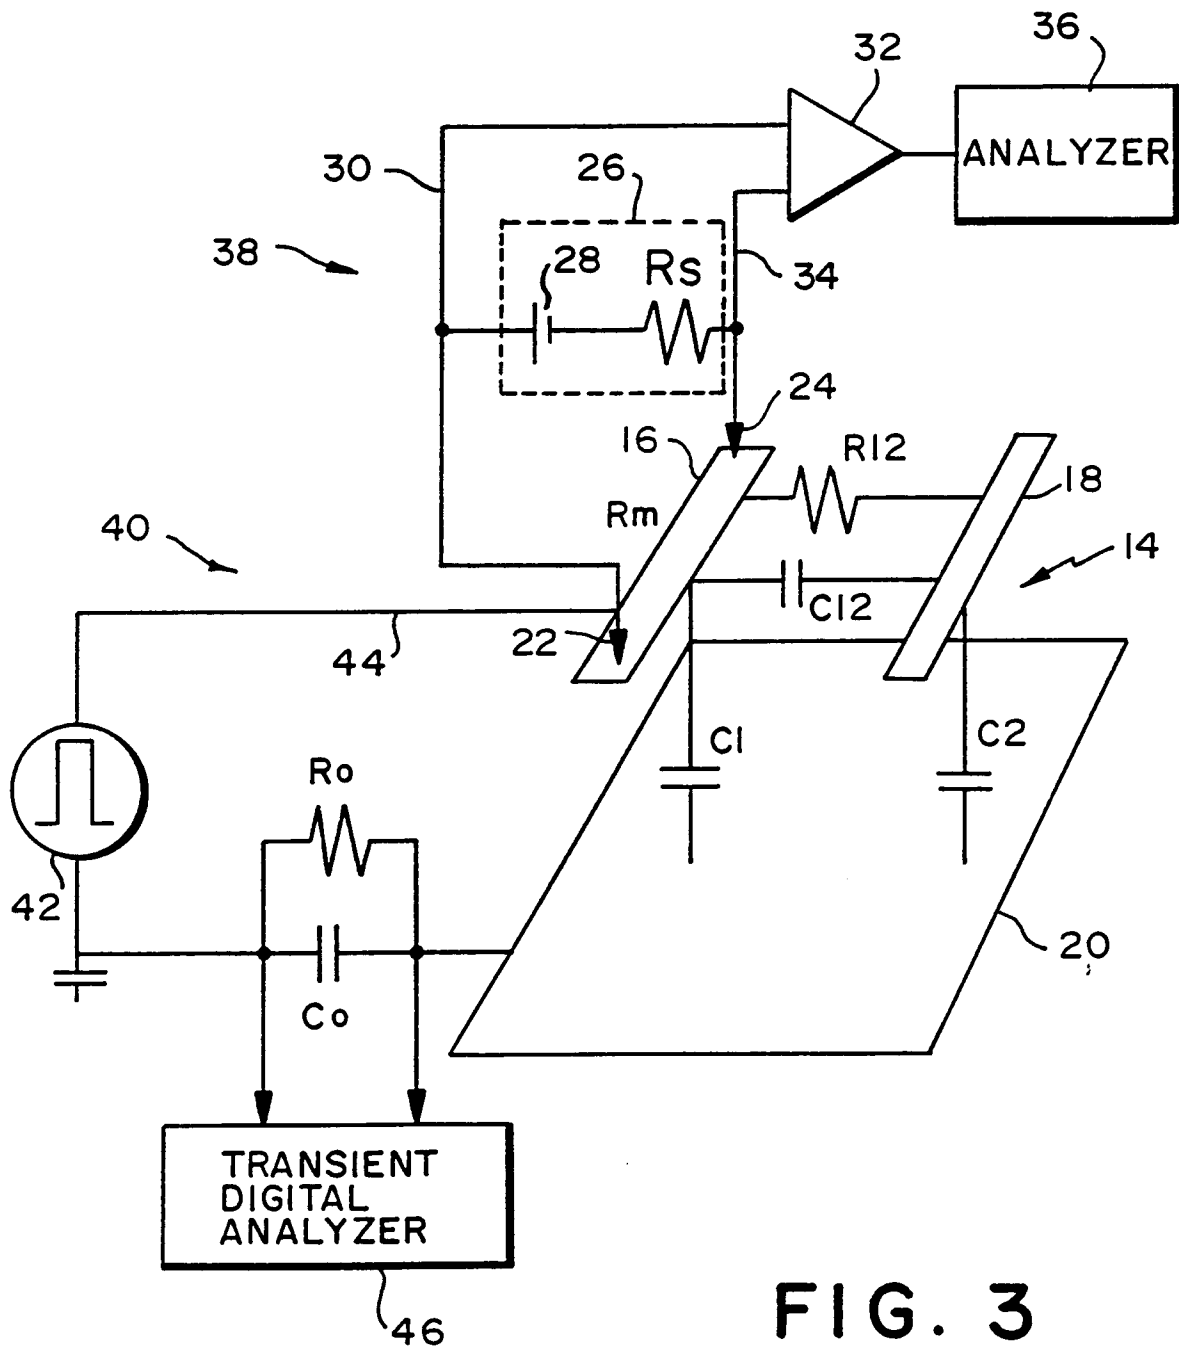 36
32
ANALYZER
30
26
38
28
Rs
34
24
16
R12
Rm
18
40
14
C12
22
44
C1
C2
Ro
42
20
Co
TRANSIENT
DIGITAL
ANALYZER
46
FIG. 3